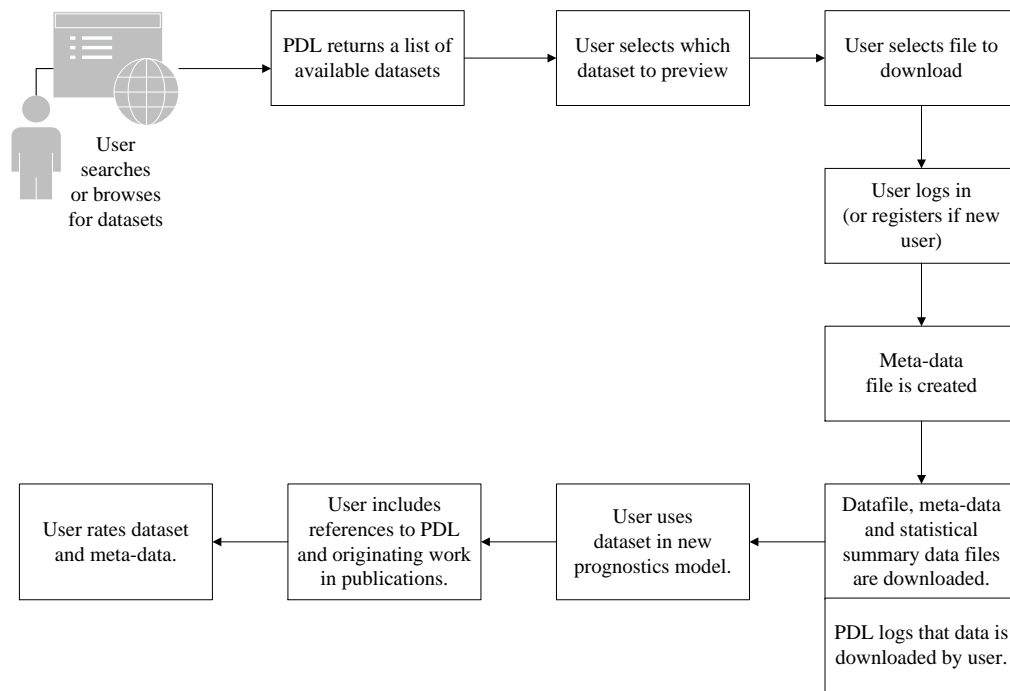 User
searches
or browses
for datasets
PDL returns a list of
available datasets
User selects which
dataset to preview
User selects file to
download
User logs in
(or registers if new
user)
Meta-data
file is created
Datafile, meta-data
and statistical
summary data files
are downloaded.
PDL logs that data is
downloaded by user.
User uses
dataset in new
prognostics model.
User includes
references to PDL
and originating work
in publications.
User rates dataset
and meta-data.